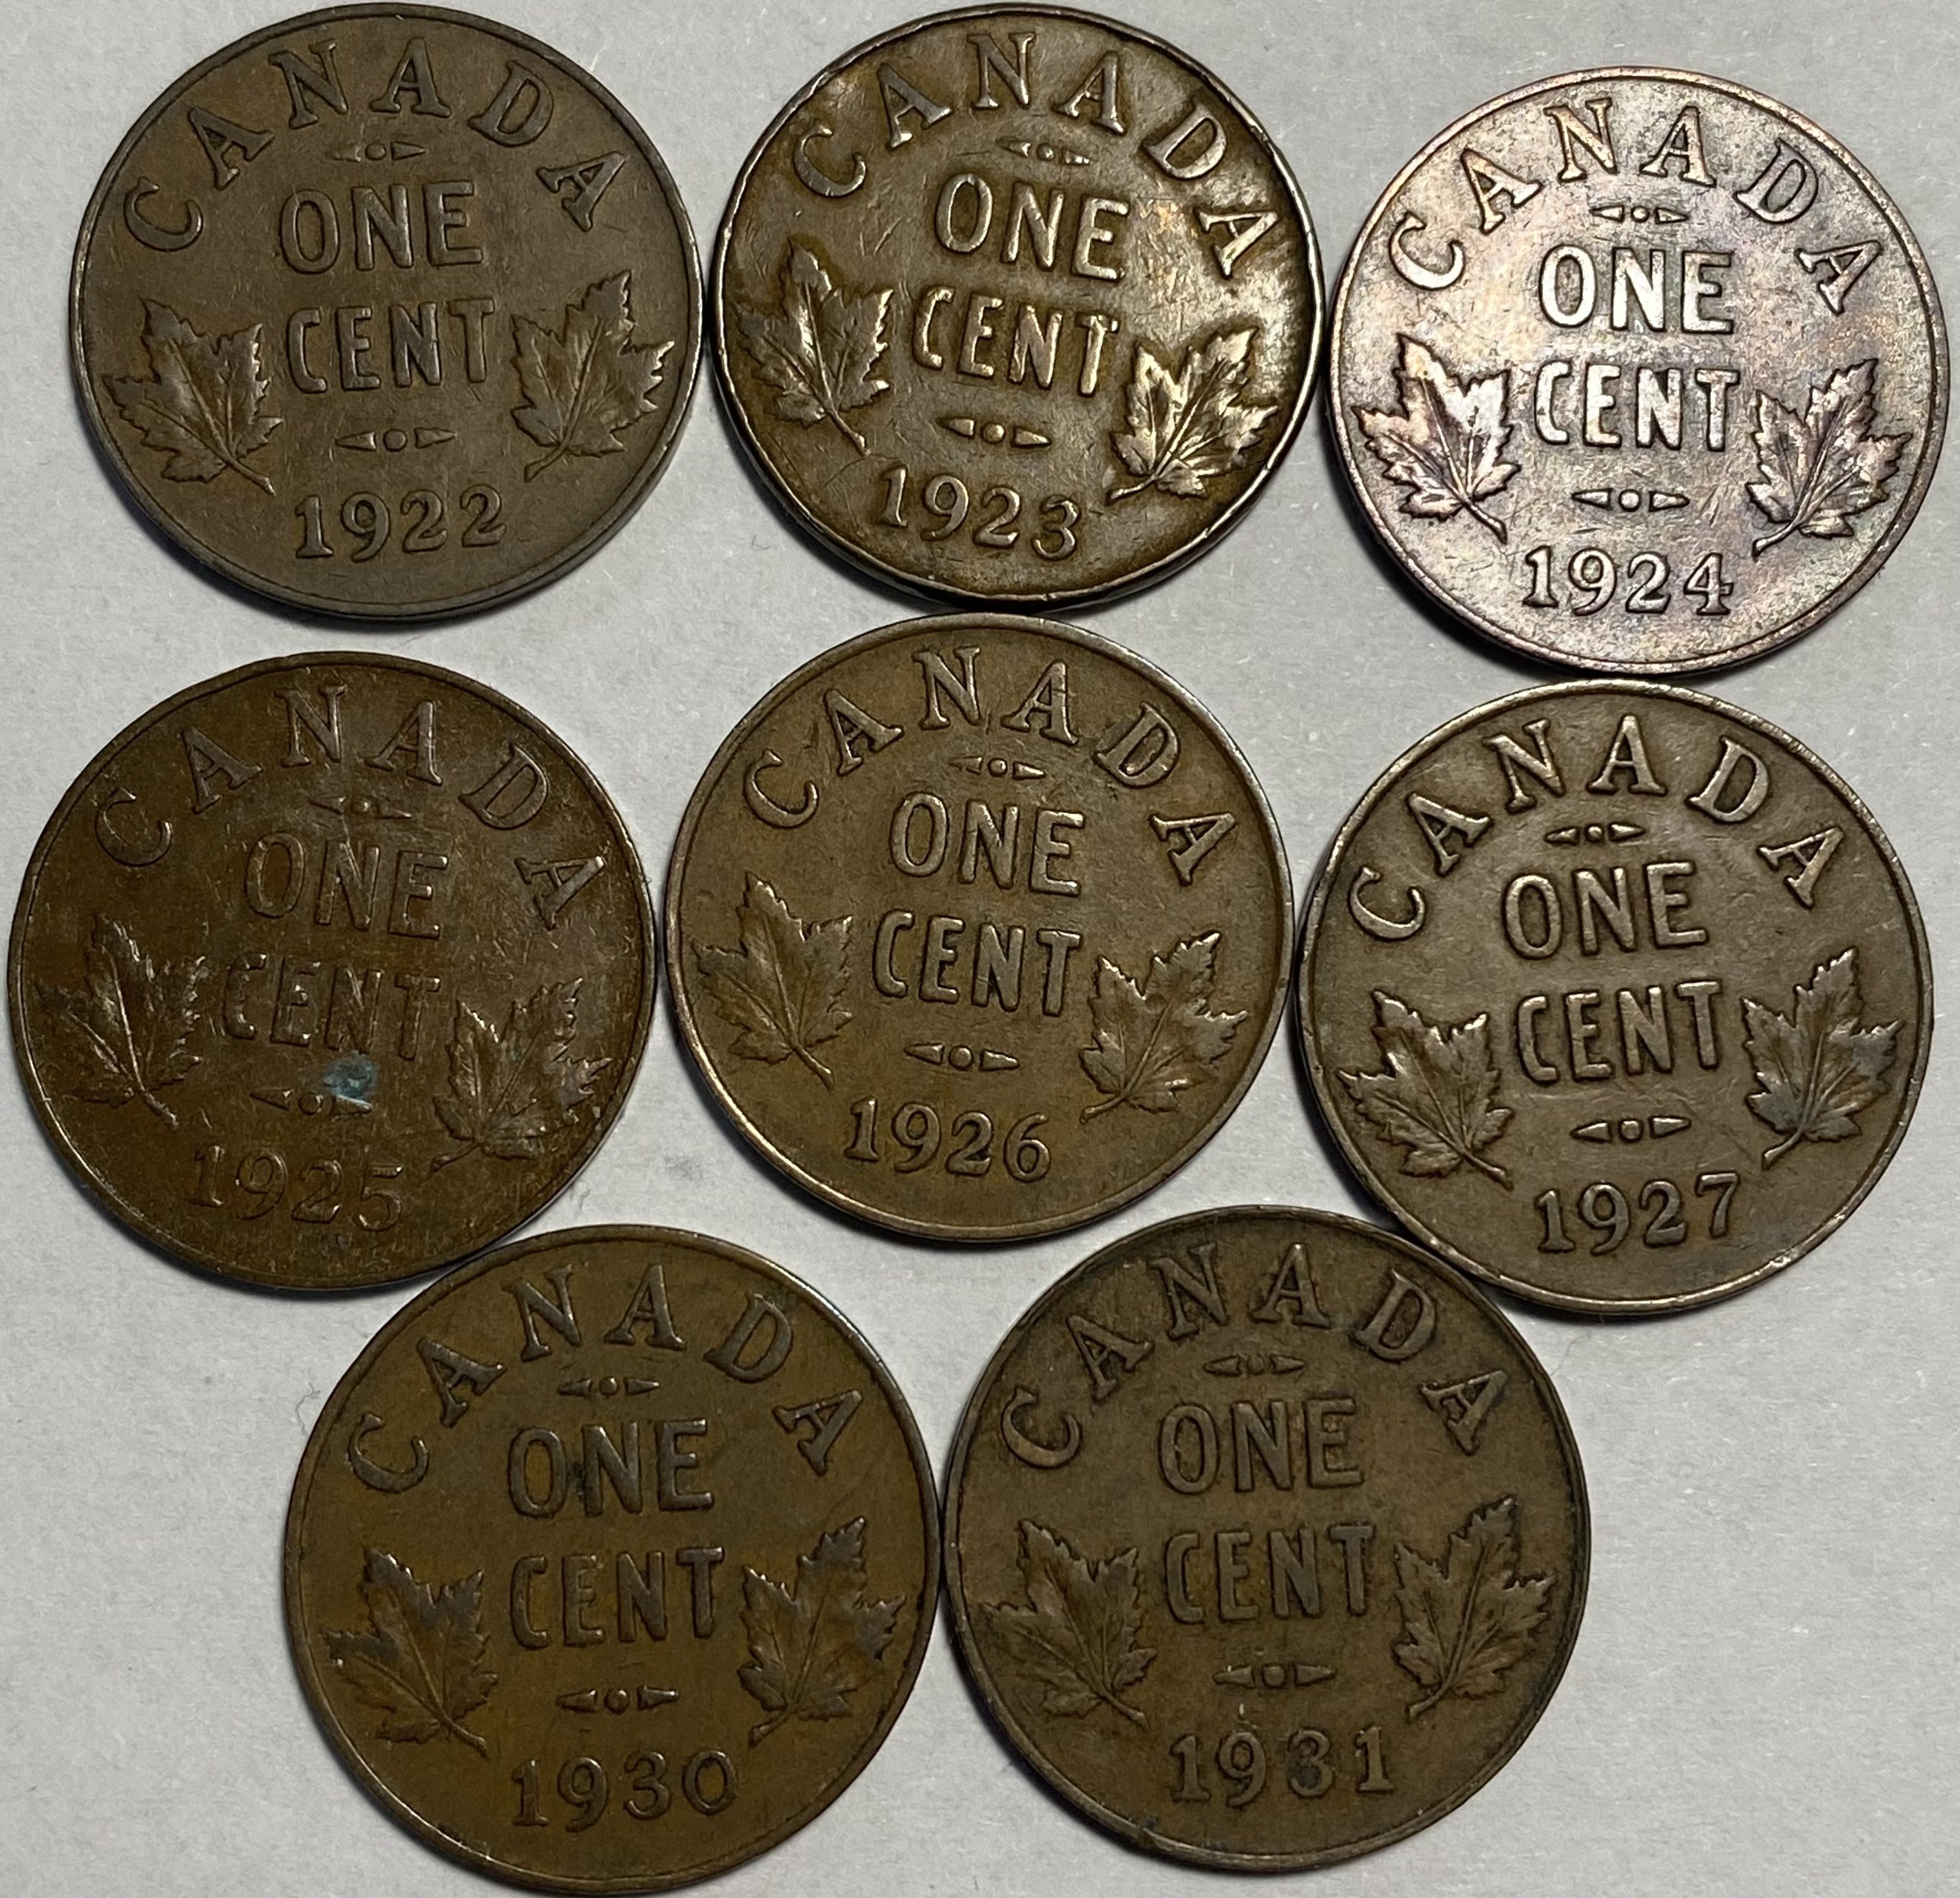 CANADA
ONE
CENT
1922
CANADA
ONE
CENT
1923
CANADA
ONE
CENT
1924
CANADA
ONE
CENT
1925
CANADA
ONE
CENT
1926
CANADA
ONE
CENT
1927
CANADA
ONE
CENT
1930
CANADA
ONE
CENT
1931